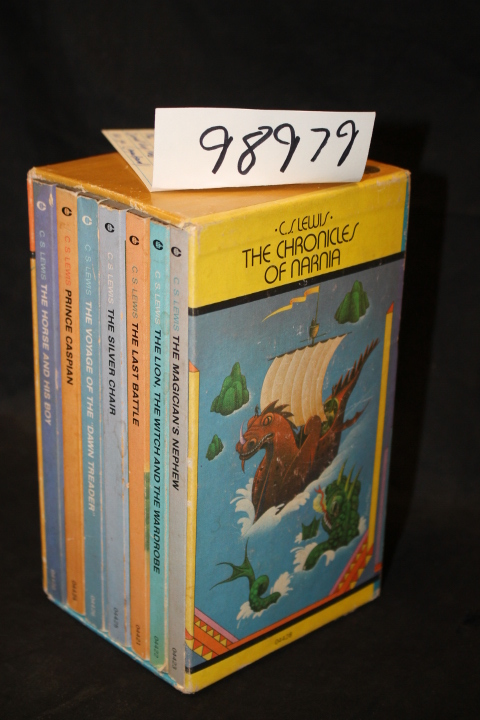 98979
·C.S. LEWIS·
THE CHRONICLES
OF NARNIA
C. S. LEWIS THE HORSE AND HIS BOY
C. S. LEWIS PRINCE CASPIAN
C. S. LEWIS THE VOYAGE OF THE 'DAWN TREADER'
C. S. LEWIS THE SILVER CHAIR
C. S. LEWIS THE LAST BATTLE
C. S. LEWIS THE LION, THE WITCH AND THE WARDROBE
C. S. LEWIS THE MAGICIAN'S NEPHEW